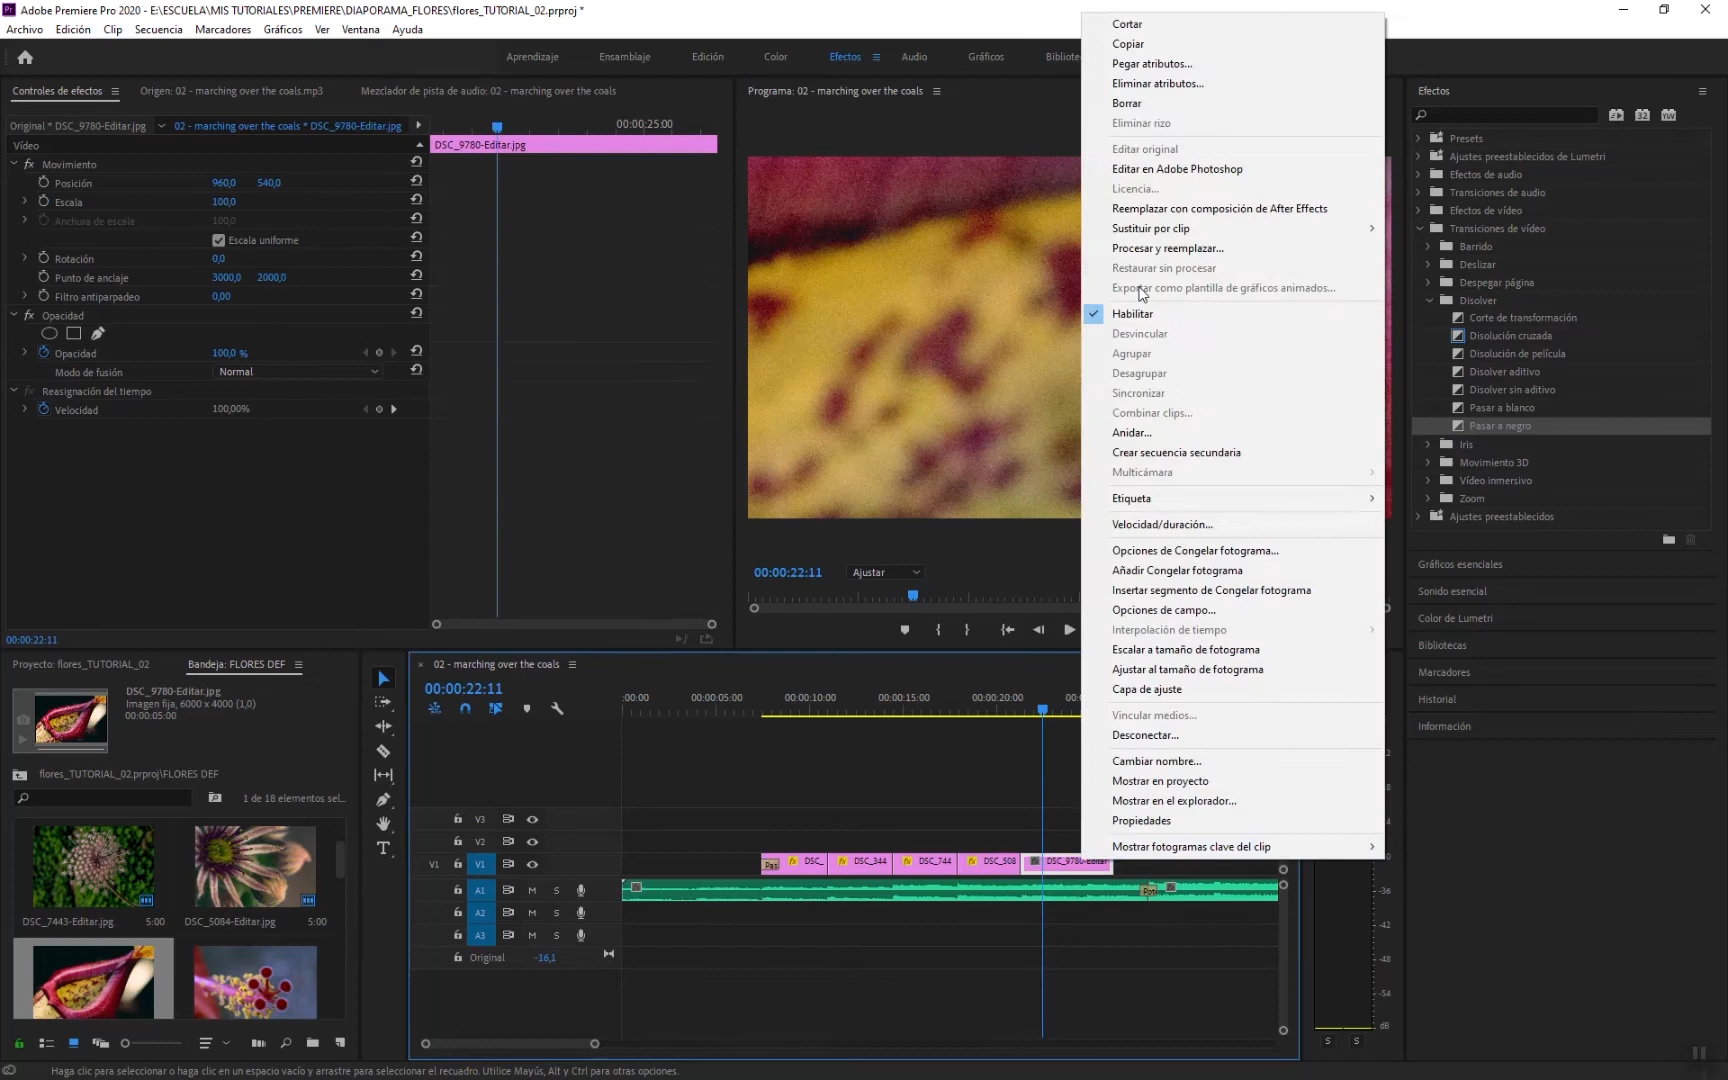 Adobe Premiere Pro 2020 - E:\ESCUELA\MIS TUTORIALES\PREMIERE\DIAPORAMA_FLORES\flores_TUTORIAL_02.prproj *
Archivo Edición Clip Secuencia Marcadores Gráficos Ver Ventana Ayuda
Aprendizaje Ensamblaje Edición Color Efectos Audio Gráficos
Controles de efectos Origen: 02 - marching over the coals.mp3 Mezclador de pista de audio: 02 - marching over the coals
Original * DSC_9780-Editar.jpg 02 - marching over the coals * DSC_9780-Editar.jpg
00:00:25:00
Vídeo
DSC_9780-Editar.jpg
fx Movimiento
Posición 960,0 540,0
Escala 100,0
Anchura de escala 100,0
Escala uniforme
Rotación 0,0
Punto de anclaje 3000,0 2000,0
Filtro antiparpadeo 0,00
fx Opacidad
Opacidad 100,0 %
Modo de fusión Normal
fx Reasignación del tiempo
Velocidad 100,00%
00:00:22:11
Programa: 02 - marching over the coals
00:00:22:11 Ajustar
Cortar
Copiar
Pegar atributos...
Eliminar atributos...
Borrar
Eliminar rizo
Editar original
Editar en Adobe Photoshop
Licencia...
Reemplazar con composición de After Effects
Sustituir por clip
Procesar y reemplazar...
Restaurar sin procesar
Exportar como plantilla de gráficos animados...
Habilitar
Desvincular
Agrupar
Desagrupar
Sincronizar
Combinar clips...
Anidar...
Crear secuencia secundaria
Multicámara
Etiqueta
Velocidad/duración...
Opciones de Congelar fotograma...
Añadir Congelar fotograma
Insertar segmento de Congelar fotograma
Opciones de campo...
Interpolación de tiempo
Escalar a tamaño de fotograma
Ajustar al tamaño de fotograma
Capa de ajuste
Vincular medios...
Desconectar...
Cambiar nombre...
Mostrar en proyecto
Mostrar en el explorador...
Propiedades
Mostrar fotogramas clave del clip
Efectos
32 YUV
Presets
Ajustes preestablecidos de Lumetri
Efectos de audio
Transiciones de audio
Efectos de vídeo
Transiciones de vídeo
Barrido
Deslizar
Despegar página
Disolver
Corte de transformación
Disolución cruzada
Disolución de película
Disolver aditivo
Disolver sin aditivo
Pasar a blanco
Pasar a negro
Iris
Movimiento 3D
Vídeo inmersivo
Zoom
Ajustes preestablecidos
Gráficos esenciales
Sonido esencial
Color de Lumetri
Bibliotecas
Marcadores
Historial
Información
Proyecto: flores_TUTORIAL_02 Bandeja: FLORES DEF
DSC_9780-Editar.jpg
Imagen fija, 6000 x 4000 (1,0)
00:00:05:00
flores_TUTORIAL_02.prproj\FLORES DEF
1 de 18 elementos sel...
DSC_7443-Editar.jpg 5:00 DSC_5084-Editar.jpg 5:00
02 - marching over the coals
00:00:22:11
:00:00 00:00:05:00 00:00:10:00 00:00:15:00 00:00:20:00
V3
V2
V1 V1
Pas DSC_ DSC_344 DSC_744 DSC_508 DSC_9780-Editar
A1 M S
A2 M S
A3 M S
Original -16,1
-36
-42
-48
-54
dB
S S
Haga clic para seleccionar o haga clic en un espacio vacío y arrastre para seleccionar el recuadro. Utilice Mayús, Alt y Ctrl para otras opciones.